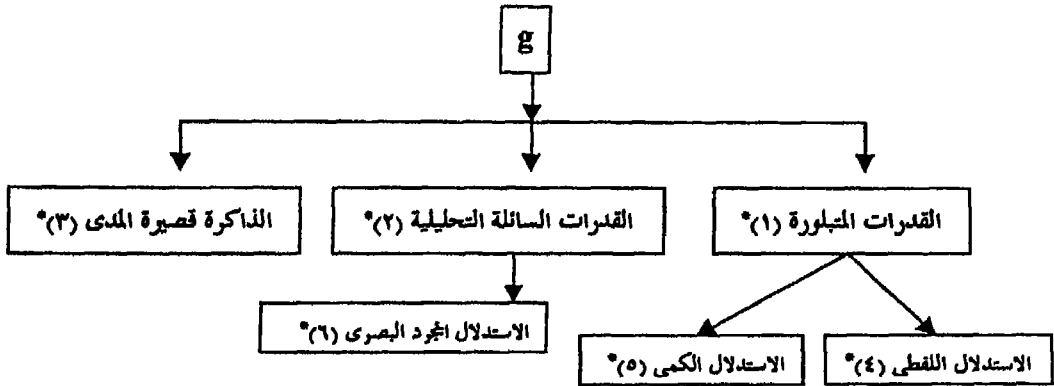 g
القدرات المتبلورة (١)*
القدرات السائلة التحليلية (٢)*
الذاكرة قصيرة المدى (٣)*
الاستدلال اللفظى (٤)*
الاستدلال الكمى (٥)*
الاستدلال المجرد البصرى (٦)*